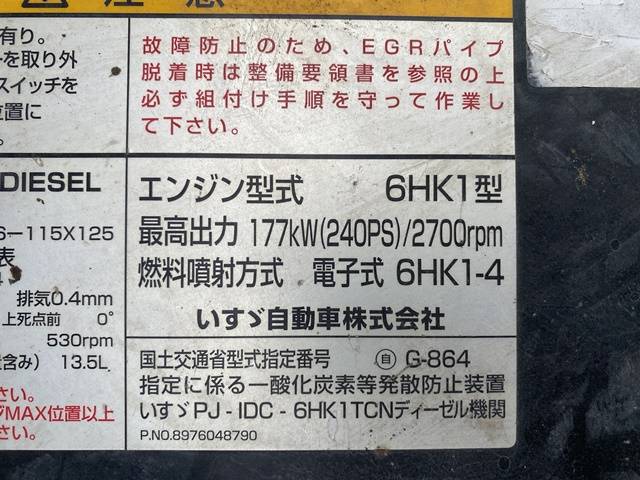 注意
有り。
を取り外
スイッチを
位置に
。
故障防止のため、EGRパイプ
脱着時は整備要領書を参照の上
必ず組付け手順を守って作業し
て下さい。
DIESEL
6－115X125
表
排気0.4mm
上死点前 0°
530rpm
含み) 13.5L
さい。
ジMAX位置以上
さい。
エンジン型式 6HK1型
最高出力 177kW(240PS)/2700rpm
燃料噴射方式 電子式 6HK1-4
いすゞ自動車株式会社
国土交通省型式指定番号 ㊀自 G-864
指定に係る一酸化炭素等発散防止装置
いすゞPJ - IDC - 6HK1TCNディーゼル機関
P.NO.8976048790